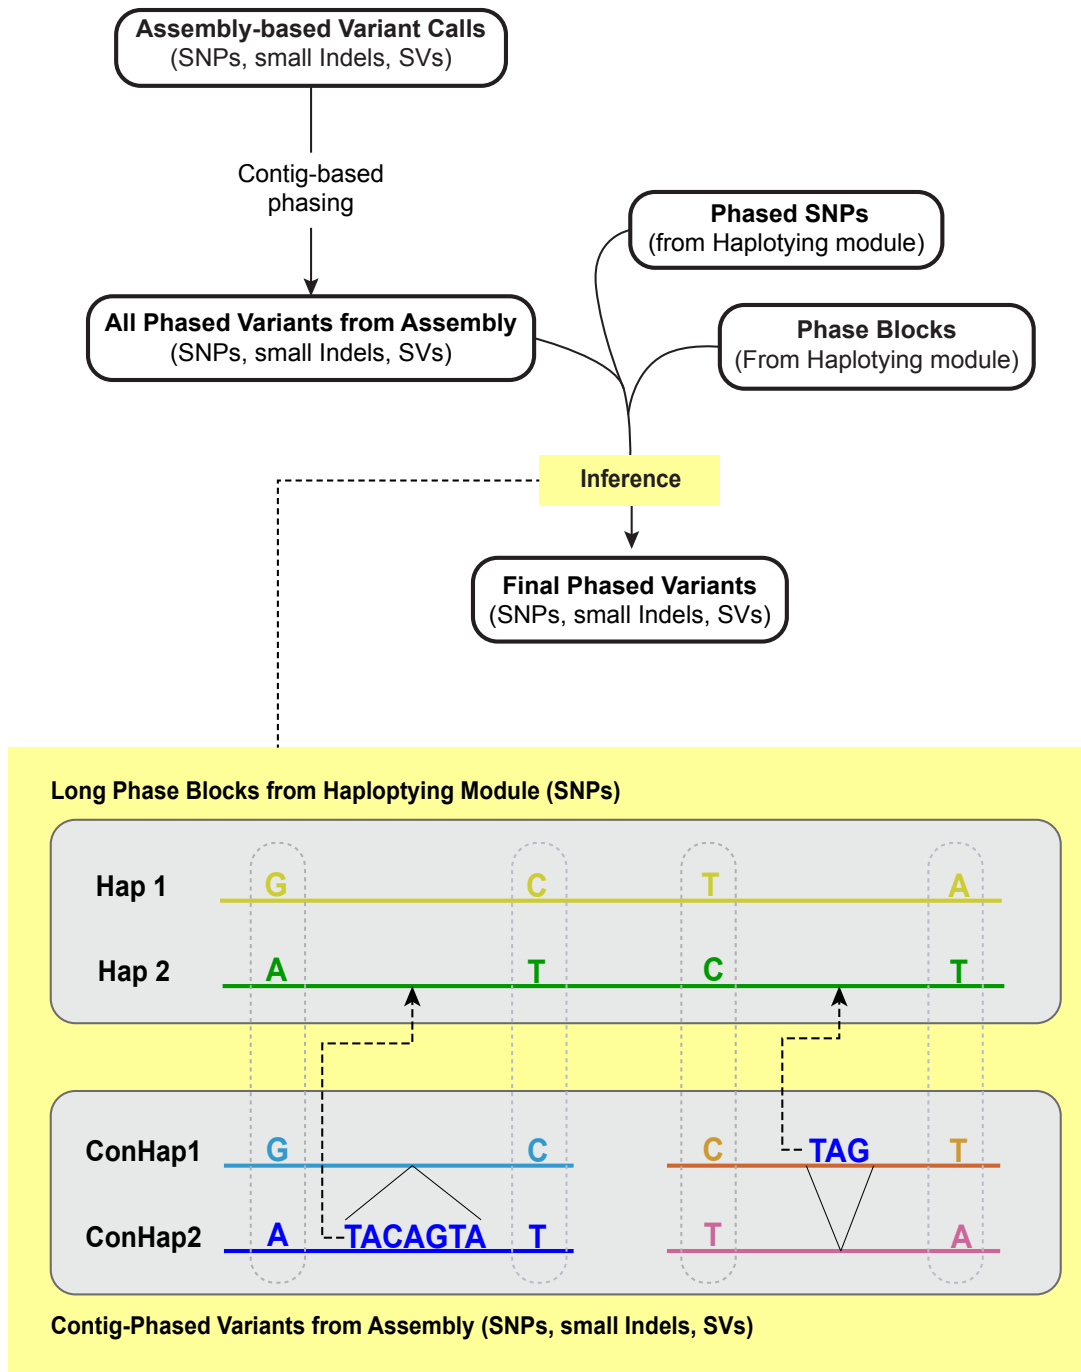 Assembly-based Variant Calls
(SNPs, small Indels, SVs)
Contig-based
phasing
Phased SNPs
(from Haplotying module)
All Phased Variants from Assembly
(SNPs, small Indels, SVs)
Phase Blocks
(From Haplotying module)
Inference
Final Phased Variants
(SNPs, small Indels, SVs)
Long Phase Blocks from Haploptying Module (SNPs)
Hap 1 G C T A
Hap 2 A T C T
ConHap1 G C C TAG T
ConHap2 A TACAGTA T T A
Contig-Phased Variants from Assembly (SNPs, small Indels, SVs)